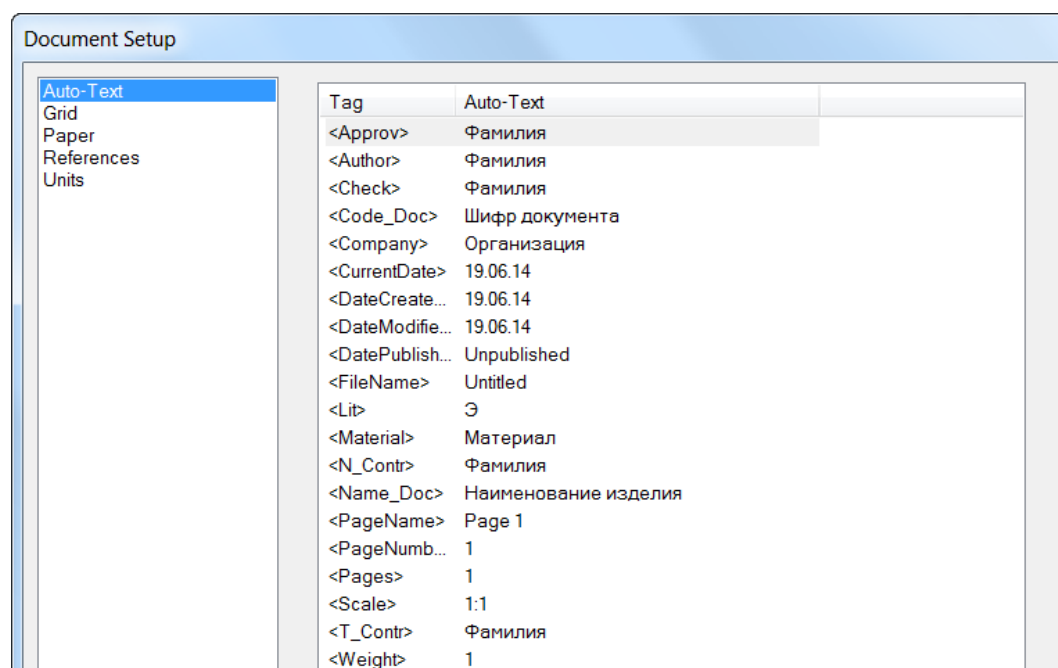 Document Setup
Auto-Text
Grid
Paper
References
Units
Tag Auto-Text
<Approv> Фамилия
<Author> Фамилия
<Check> Фамилия
<Code_Doc> Шифр документа
<Company> Организация
<CurrentDate> 19.06.14
<DateCreate... 19.06.14
<DateModifie... 19.06.14
<DatePublish... Unpublished
<FileName> Untitled
<Lit> Э
<Material> Материал
<N_Contr> Фамилия
<Name_Doc> Наименование изделия
<PageName> Page 1
<PageNumb... 1
<Pages> 1
<Scale> 1:1
<T_Contr> Фамилия
<Weight> 1